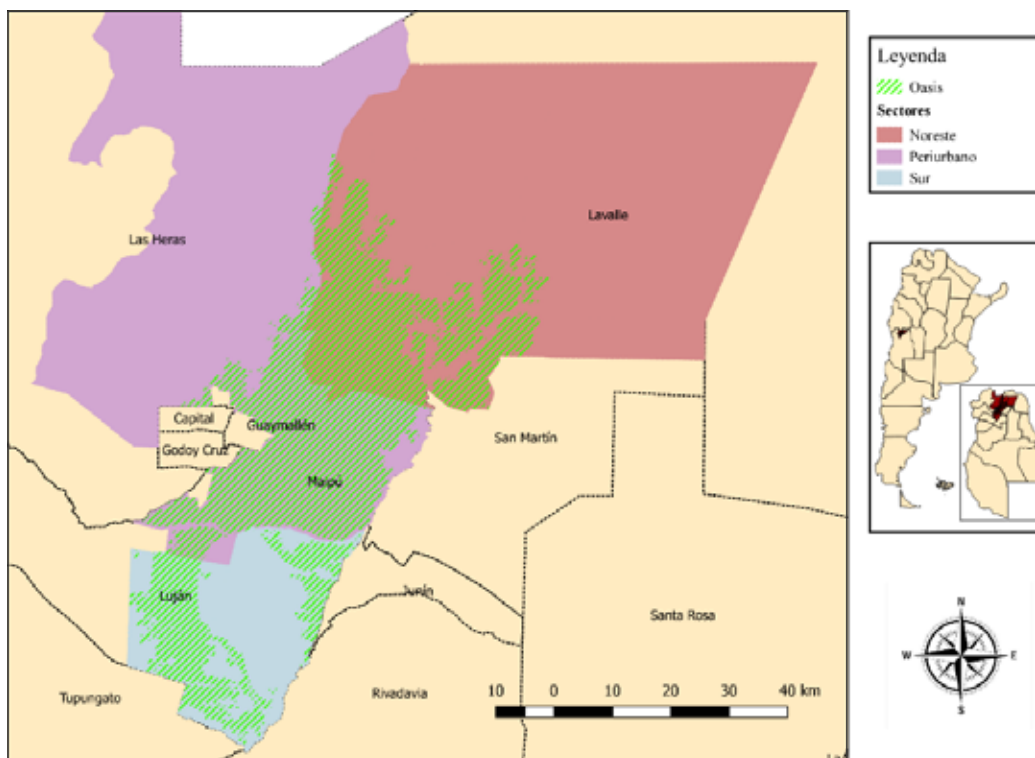 Leyenda
Oasis
Sectores
Noreste
Periurbano
Sur
Lavalle
Las Heras
Capital
Guaymallén
Godoy Cruz
San Martín
Maipú
Luján
Junín
Santa Rosa
Tupungato
Rivadavia
10 0 10 20 30 40 km
N
W E
S